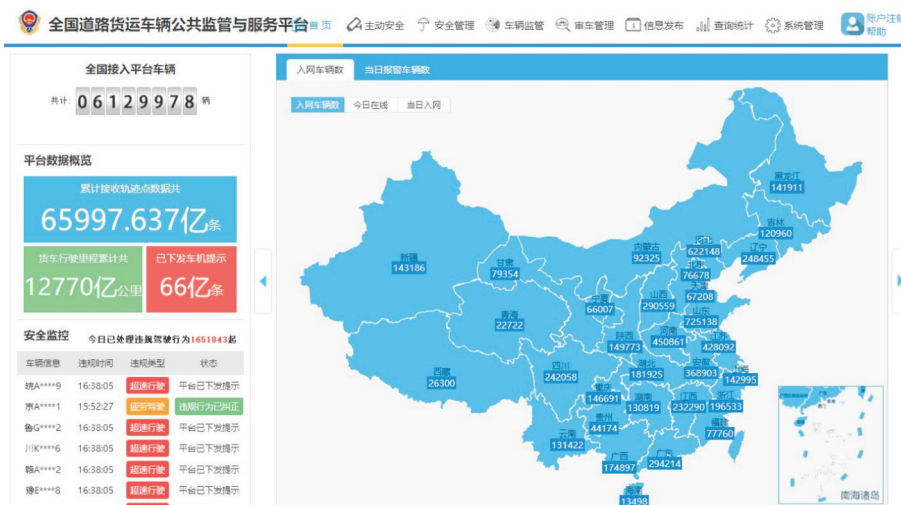 全国道路货运车辆公共监管与服务平台
首页
主动安全
安全管理
车辆监管
审车管理
信息发布
查询统计
系统管理
账户注销
帮助
全国接入平台车辆
共计: 06129978 辆
平台数据概览
累计接收轨迹点数据共
65997.637亿条
货车行驶里程累计共
12770亿公里
已下发车机提示
66亿条
安全监控
今日已处理违规驾驶行为1651843起
车辆信息 违规时间 违规类型 状态
皖A****9 16:38:05 超速行驶 平台已下发提示
京A****1 15:52:27 疲劳驾驶 违规行为已纠正
鲁G****2 16:38:05 超速行驶 平台已下发提示
川K****6 16:38:05 超速行驶 平台已下发提示
赣A****2 16:38:05 超速行驶 平台已下发提示
豫E****8 16:38:05 超速行驶 平台已下发提示
入网车辆数
当日报警车辆数
入网车辆数
今日在线
当日入网
黑龙江
141911
吉林
120960
辽宁
248455
内蒙古
92325
622148
76678
67208
新疆
143186
甘肃
79354
宁夏
66007
山西
290559
山东
725138
青海
22722
陕西
149773
河南
450861
428092
西藏
26300
四川
242058
湖北
181925
安徽
368903
142995
重庆
146691
湖南
130819
江西
232290
浙江
196533
贵州
44174
福建
77760
云南
131422
广西
174897
广东
294214
海南
13498
南海诸岛